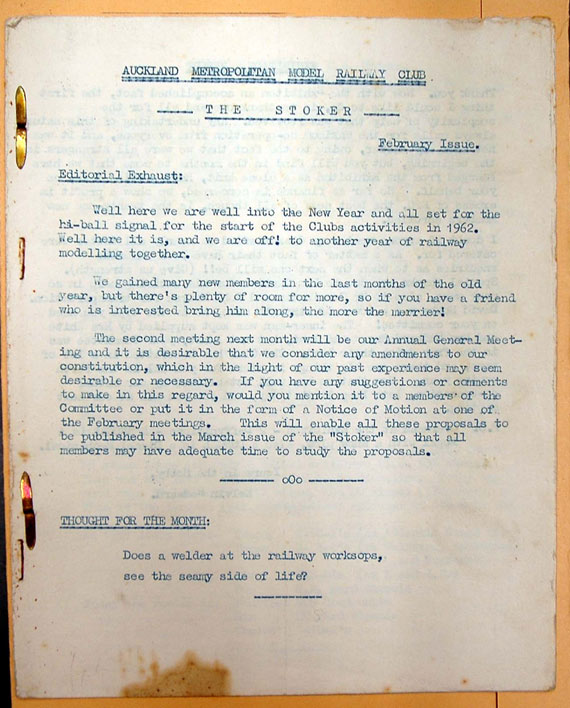 AUCKLAND METROPOLITAN MODEL RAILWAY CLUB
THE STOKER
February Issue.
Editorial Exhaust:
Well here we are well into the New Year and all set for the
hi-ball signal for the start of the Clubs activities in 1962.
Well here it is, and we are off! to another year of railway
modelling together.
We gained many new members in the last months of the old
year, but there's plenty of room for more, so if you have a friend
who is interested bring him along, the more the merrier!
The second meeting next month will be our Annual General Meet-
ing and it is desirable that we consider any amendments to our
constitution, which in the light of our past experience may seem
desirable or necessary. If you have any suggestions or comments
to make in this regard, would you mention it to a members of the
Committee or put it in the form of a Notice of Motion at one of
the February meetings. This will enable all these proposals to
be published in the March issue of the "Stoker" so that all
members may have adequate time to study the proposals.
oOo
THOUGHT FOR THE MONTH:
Does a welder at the railway worksops,
see the seamy side of life?